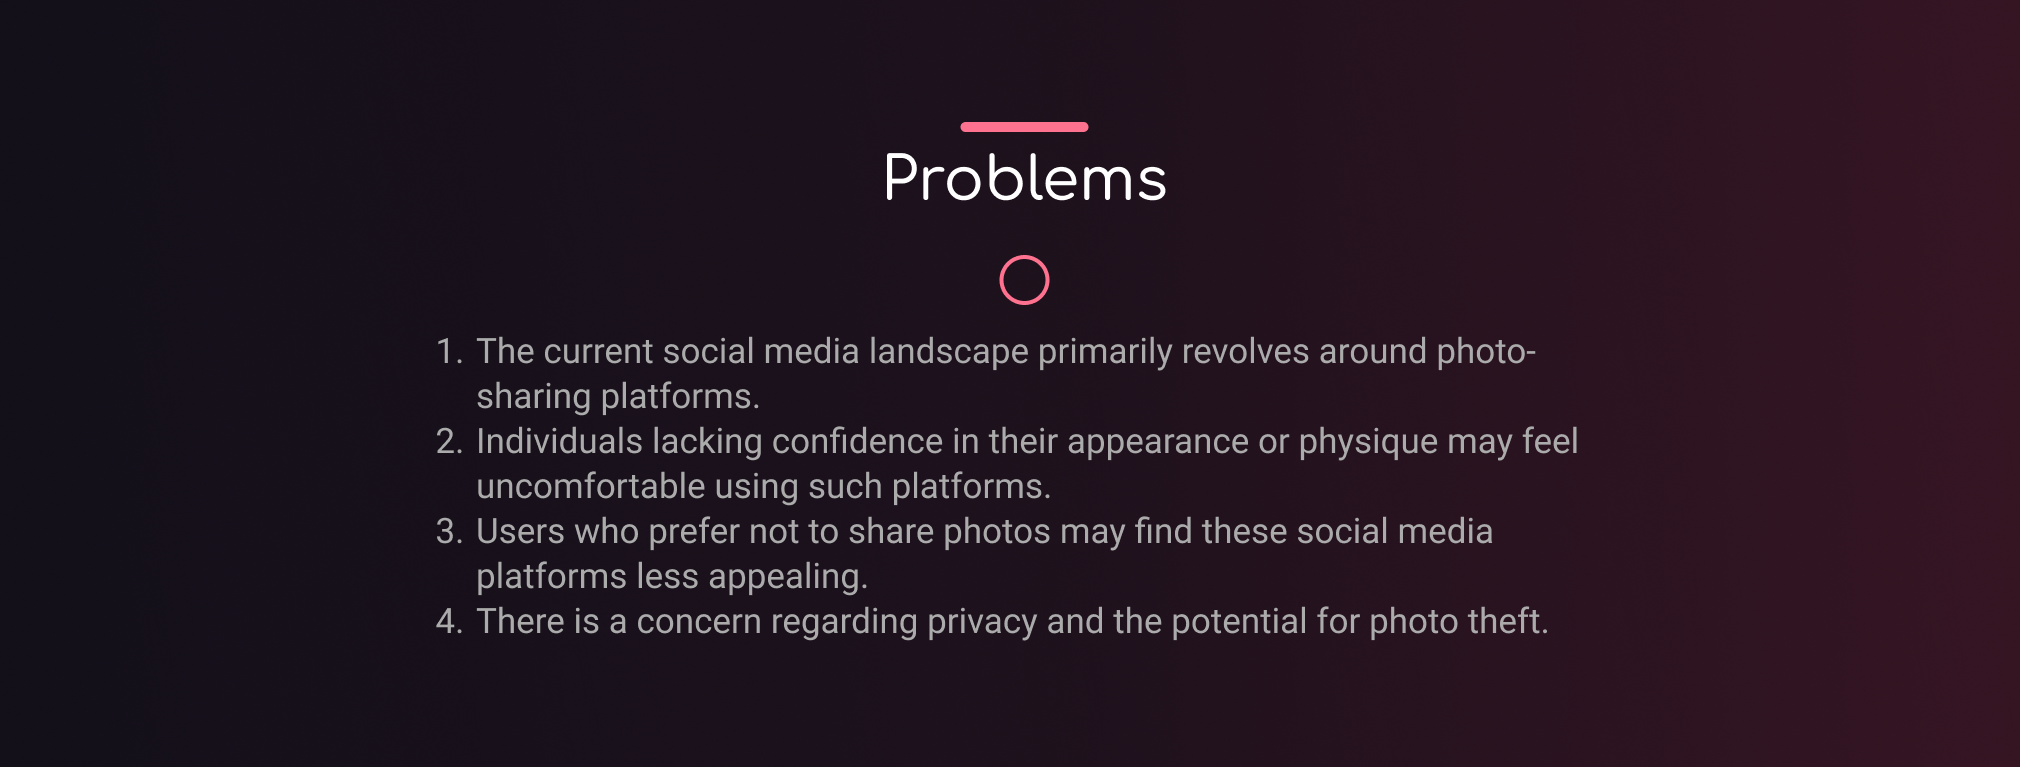 Problems
1. The current social media landscape primarily revolves around photo-
sharing platforms.
2. Individuals lacking confidence in their appearance or physique may feel
uncomfortable using such platforms.
3. Users who prefer not to share photos may find these social media
platforms less appealing.
4. There is a concern regarding privacy and the potential for photo theft.